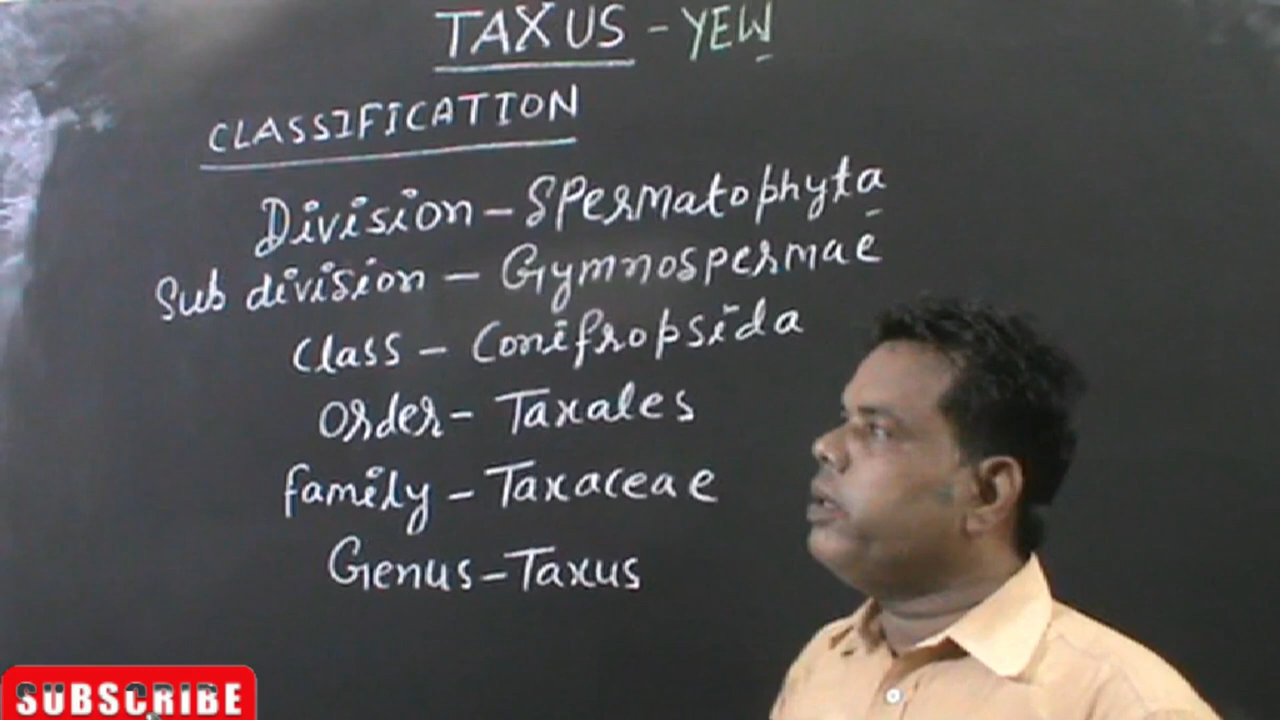 TAXUS - YEW
CLASSIFICATION
Division - Spermatophyta
Sub division - Gymnospermae
Class - Conifropsida
Order - Taxales
family - Taxaceae
Genus - Taxus
SUBSCRIBE